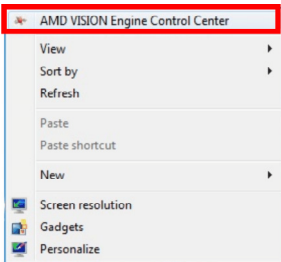 AMD VISION Engine Control Center
View
Sort by
Refresh
Paste
Paste shortcut
New
Screen resolution
Gadgets
Personalize